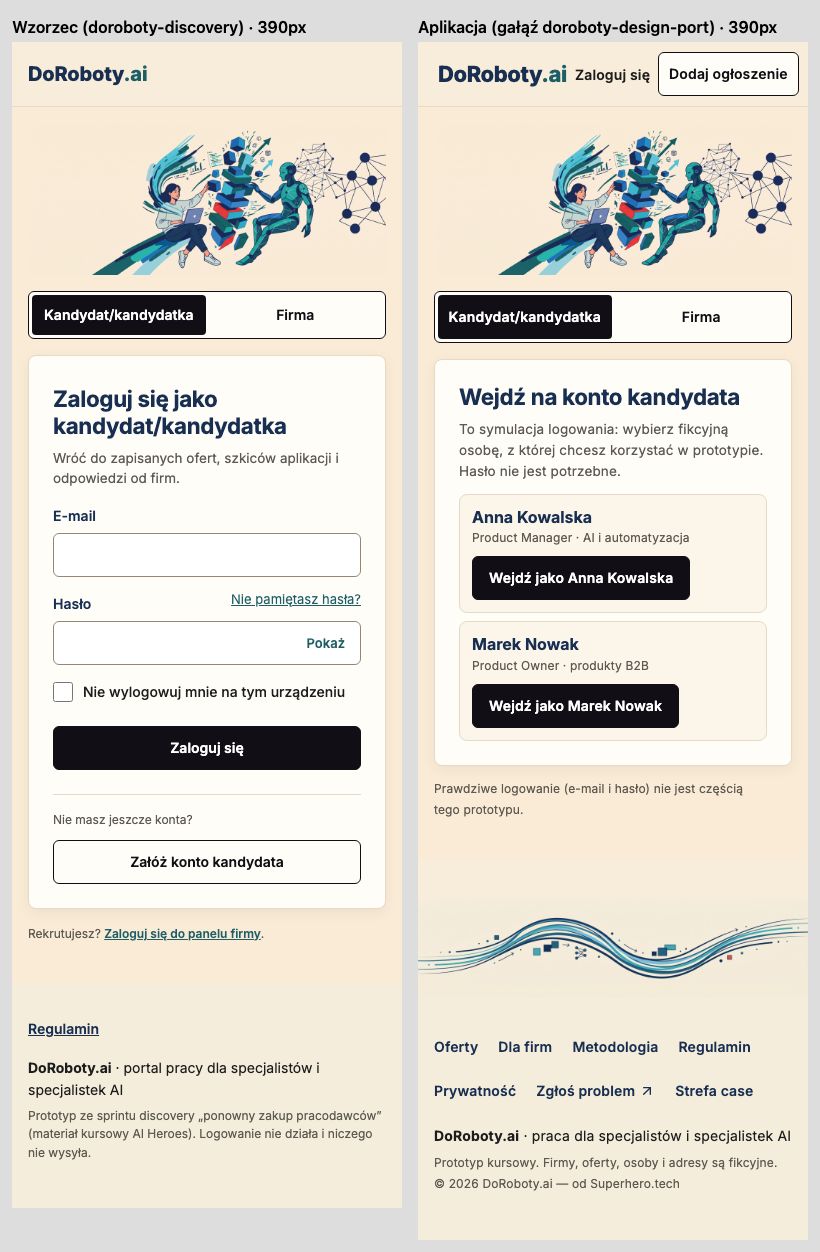 Wzorzec (doroboty-discovery) · 390px
DoRoboty.ai
Kandydat/kandydatka
Firma
Zaloguj się jako
kandydat/kandydatka
Wróć do zapisanych ofert, szkiców aplikacji i
odpowiedzi od firm.
E-mail
Hasło
Nie pamiętasz hasła?
Pokaż
Nie wylogowuj mnie na tym urządzeniu
Zaloguj się
Nie masz jeszcze konta?
Załóż konto kandydata
Rekrutujesz? Zaloguj się do panelu firmy.
Regulamin
DoRoboty.ai · portal pracy dla specjalistów i
specjalistek AI
Prototyp ze sprintu discovery „ponowny zakup pracodawców”
(materiał kursowy AI Heroes). Logowanie nie działa i niczego
nie wysyła.
Aplikacja (gałąź doroboty-design-port) · 390px
DoRoboty.ai
Zaloguj się
Dodaj ogłoszenie
Kandydat/kandydatka
Firma
Wejdź na konto kandydata
To symulacja logowania: wybierz fikcyjną
osobę, z której chcesz korzystać w prototypie.
Hasło nie jest potrzebne.
Anna Kowalska
Product Manager · AI i automatyzacja
Wejdź jako Anna Kowalska
Marek Nowak
Product Owner · produkty B2B
Wejdź jako Marek Nowak
Prawdziwe logowanie (e-mail i hasło) nie jest częścią
tego prototypu.
Oferty Dla firm Metodologia Regulamin
Prywatność Zgłoś problem ↗ Strefa case
DoRoboty.ai · praca dla specjalistów i specjalistek AI
Prototyp kursowy. Firmy, oferty, osoby i adresy są fikcyjne.
© 2026 DoRoboty.ai — od Superhero.tech